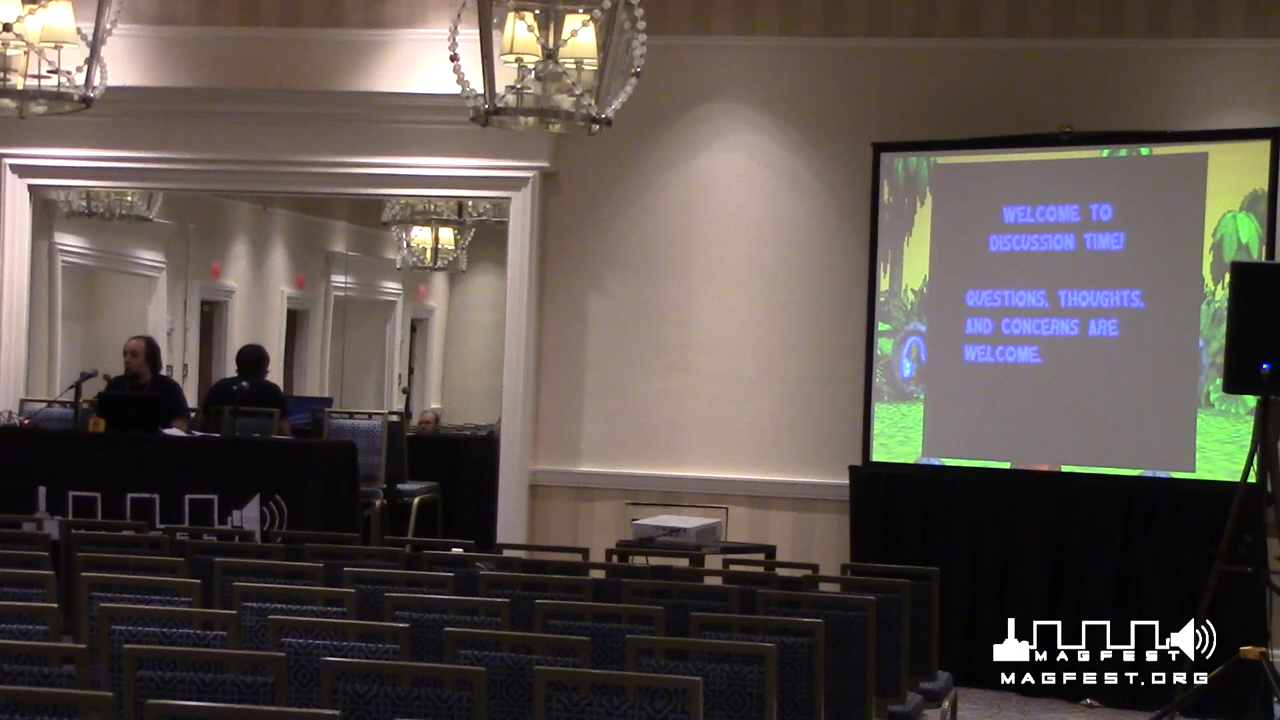 WELCOME TO
DISCUSSION TIME!
QUESTIONS, THOUGHTS,
AND CONCERNS ARE
WELCOME.
MAGFEST
MAGFEST.ORG